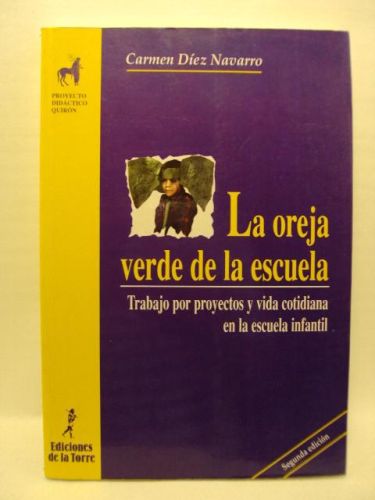 Carmen Díez Navarro
PROYECTO
DIDÁCTICO
QUIRÓN
La oreja
verde de la escuela
Trabajo por proyectos y vida cotidiana
en la escuela infantil
Ediciones
de la Torre
Segunda edición